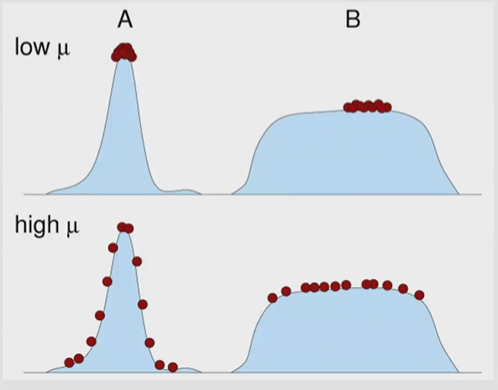 A B
low μ
high μ